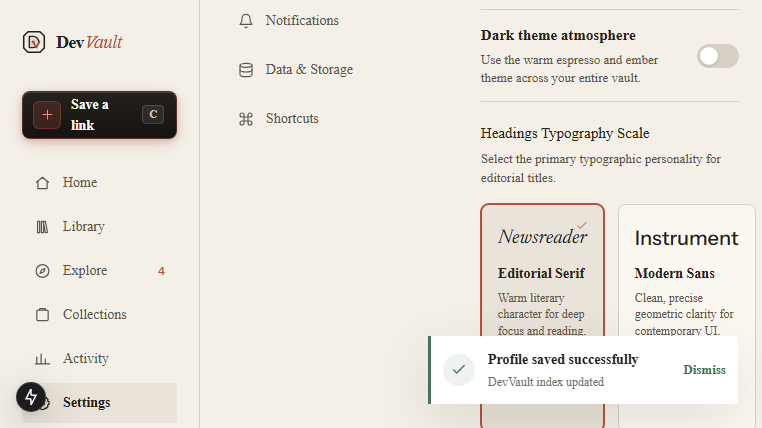 DevVault
Save a
link
C
Home
Library
Explore 4
Collections
Activity
Settings
Notifications
Data & Storage
Shortcuts
Dark theme atmosphere
Use the warm espresso and ember
theme across your entire vault.
Headings Typography Scale
Select the primary typographic personality for
editorial titles.
Newsreader
Editorial Serif
Warm literary
character for deep
focus and reading.
Instrument
Modern Sans
Clean, precise
geometric clarity for
contemporary UI.
Profile saved successfully
DevVault index updated
Dismiss